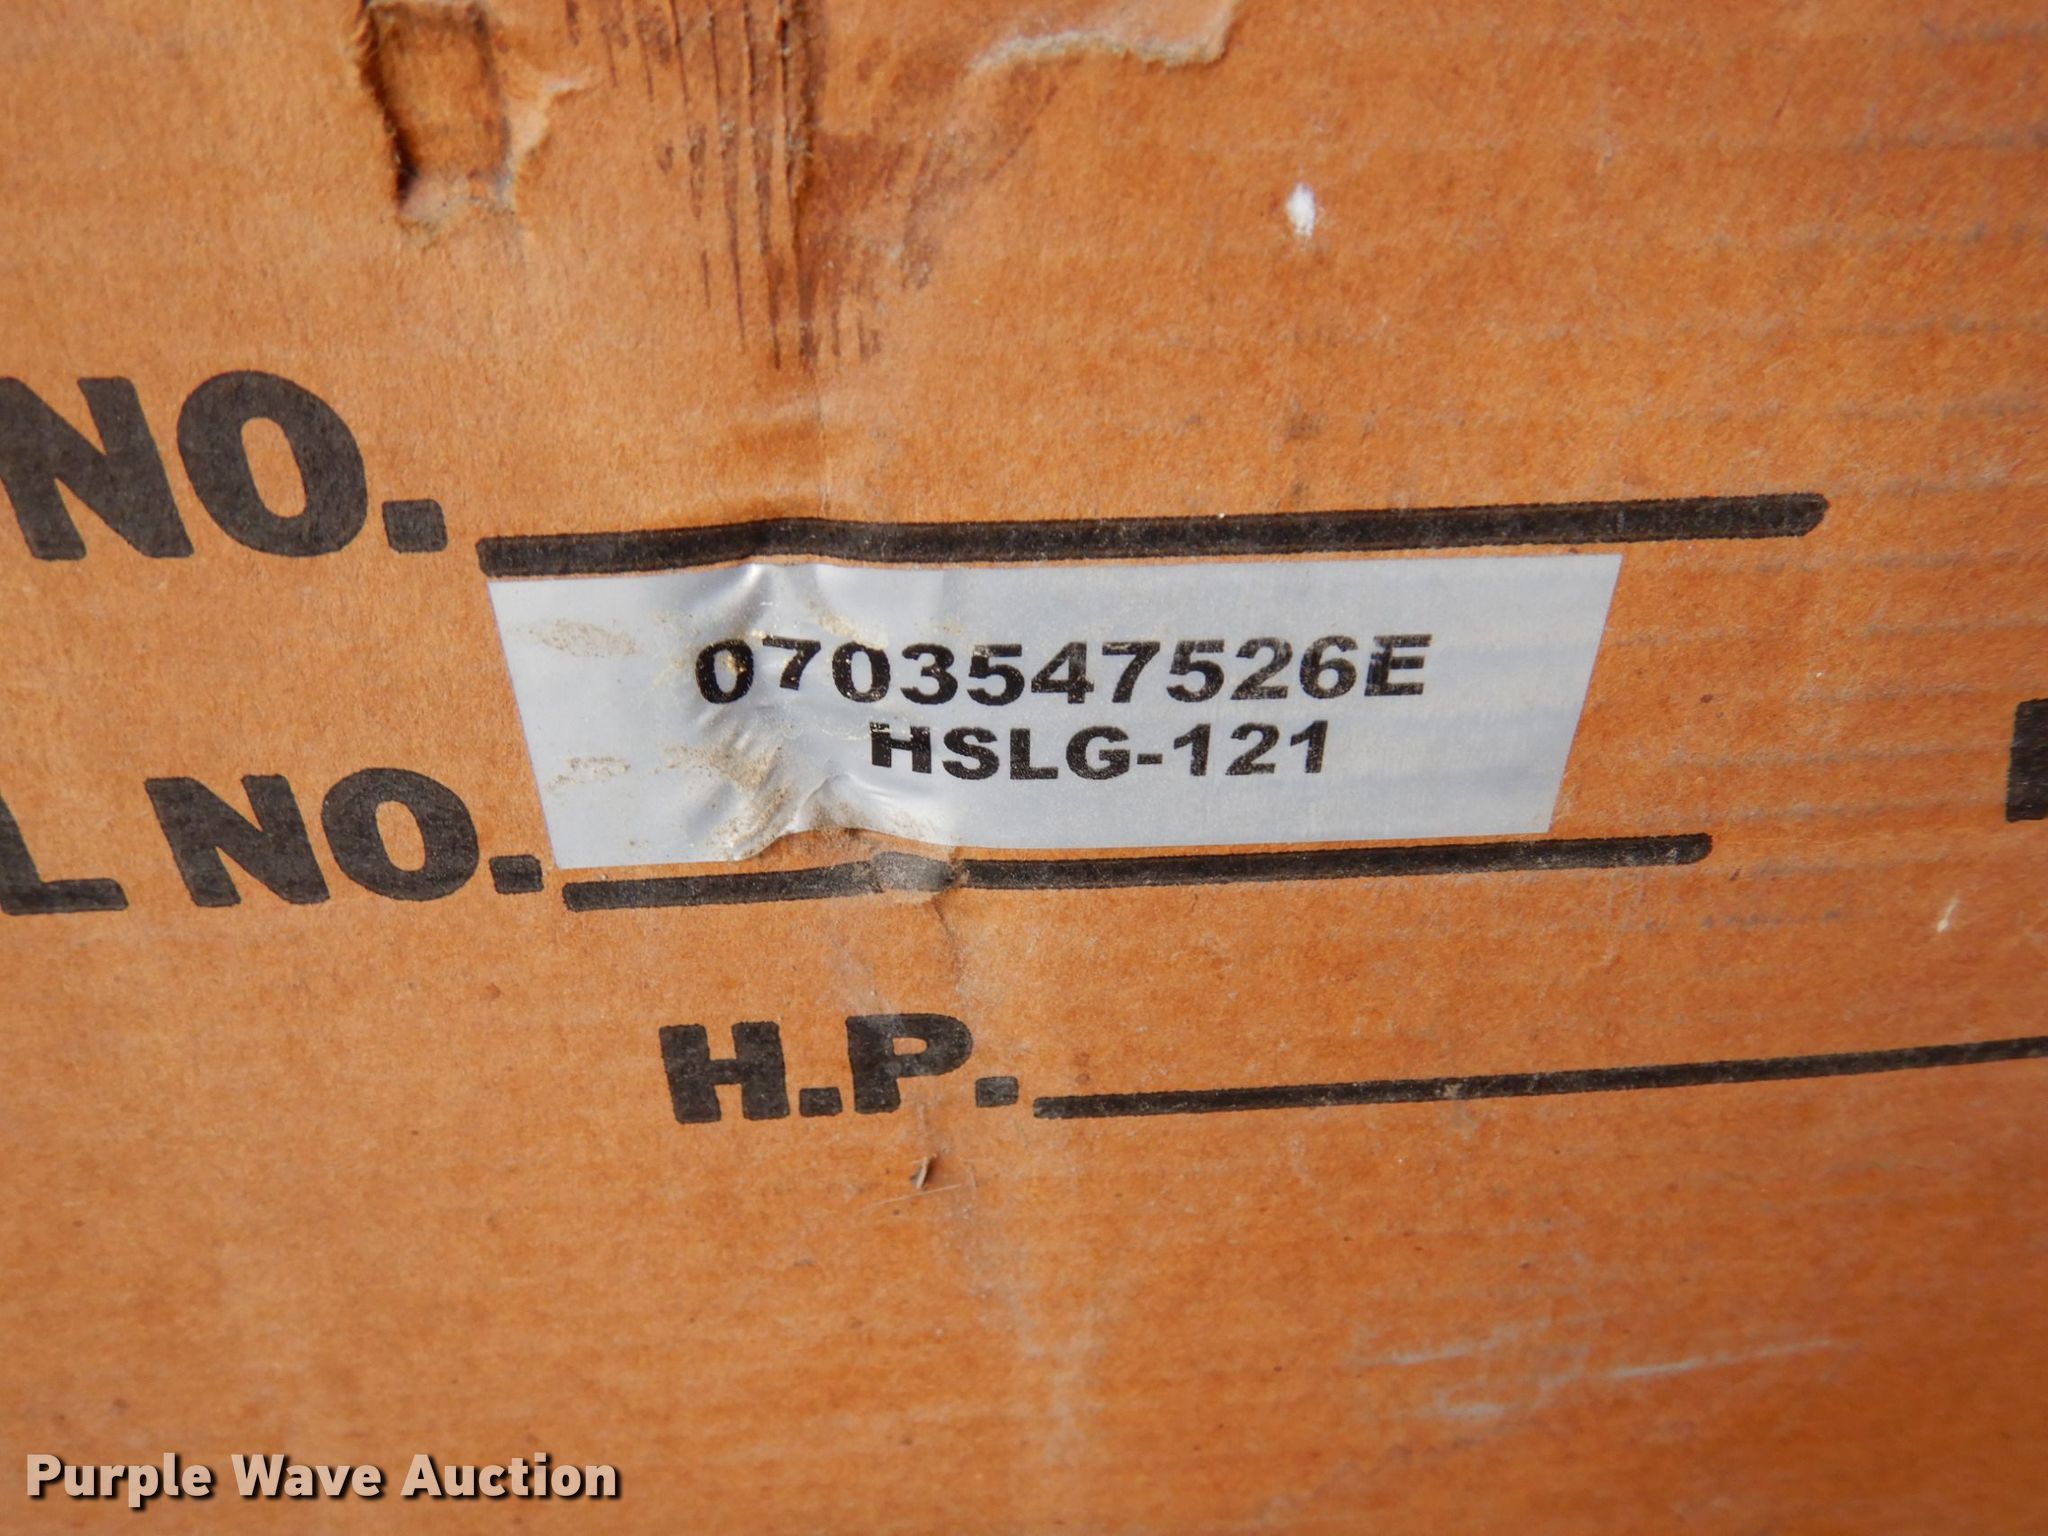 NO.
0703547526E
HSLG-121
L NO.
H.P.
Purple Wave Auction